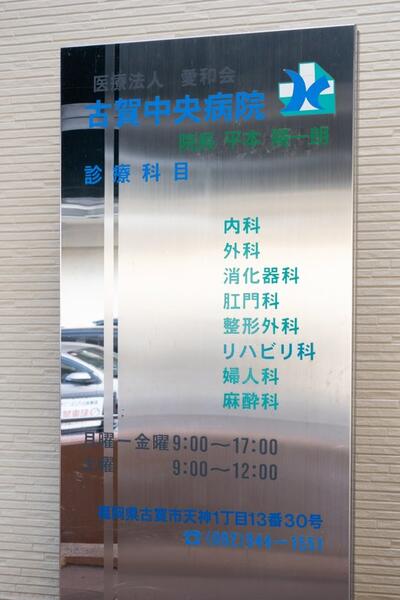 医療法人 愛和会
古賀中央病院
院長 平本
診療科目
内科
外科
消化器科
肛門科
整形外科
リハビリ科
婦人科
麻酔科
月曜ー金曜 9:00〜17:00
土曜 9:00〜12:00
福岡県古賀市天神1丁目13番30号
☎(092)944-1551